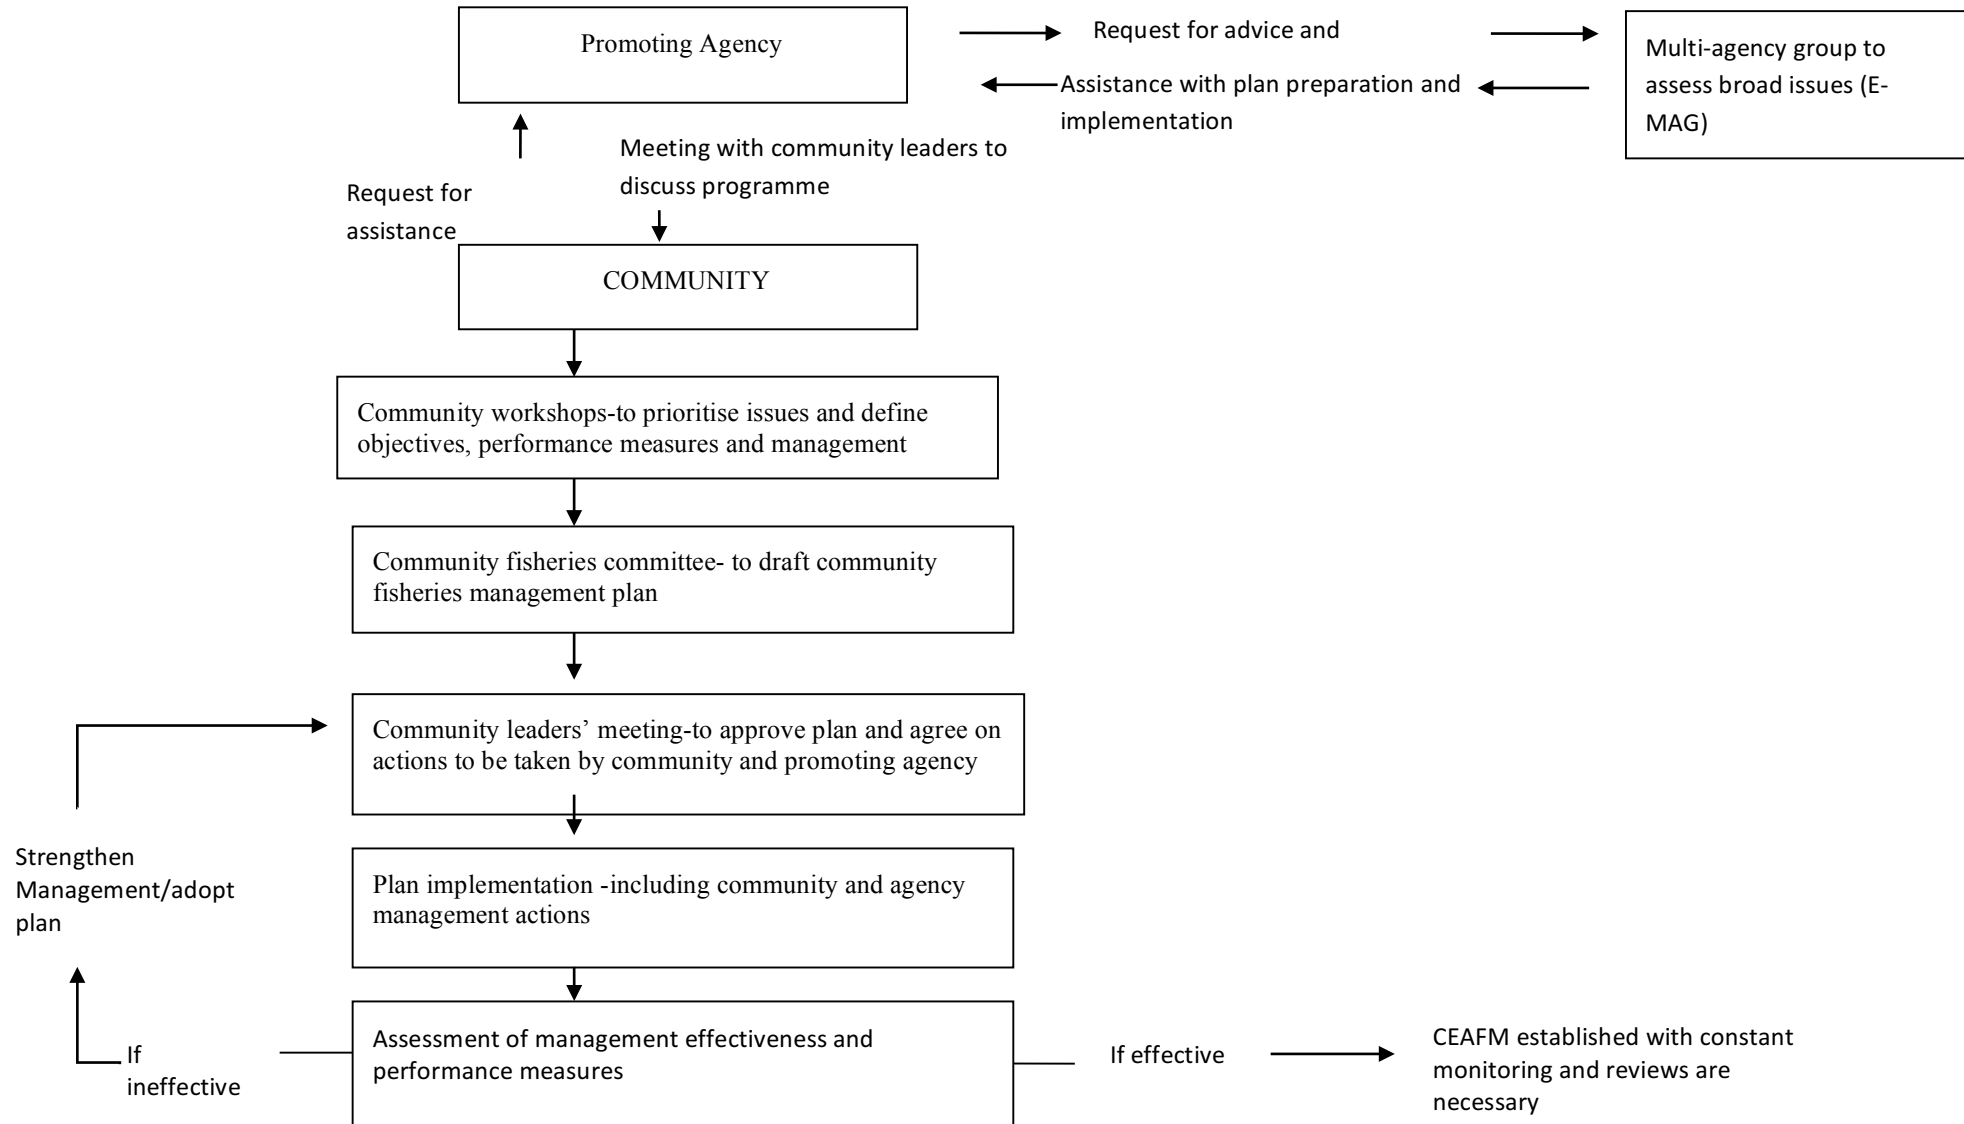 Promoting Agency
Request for advice and
Assistance with plan preparation and
implementation
Multi-agency group to
assess broad issues (E-
MAG)
Meeting with community leaders to
discuss programme
Request for
assistance
COMMUNITY
Community workshops-to prioritise issues and define
objectives, performance measures and management
Community fisheries committee- to draft community
fisheries management plan
Community leaders’ meeting-to approve plan and agree on
actions to be taken by community and promoting agency
Strengthen
Management/adopt
plan
Plan implementation -including community and agency
management actions
Assessment of management effectiveness and
performance measures
If
ineffective
If effective
CEAFM established with constant
monitoring and reviews are
necessary